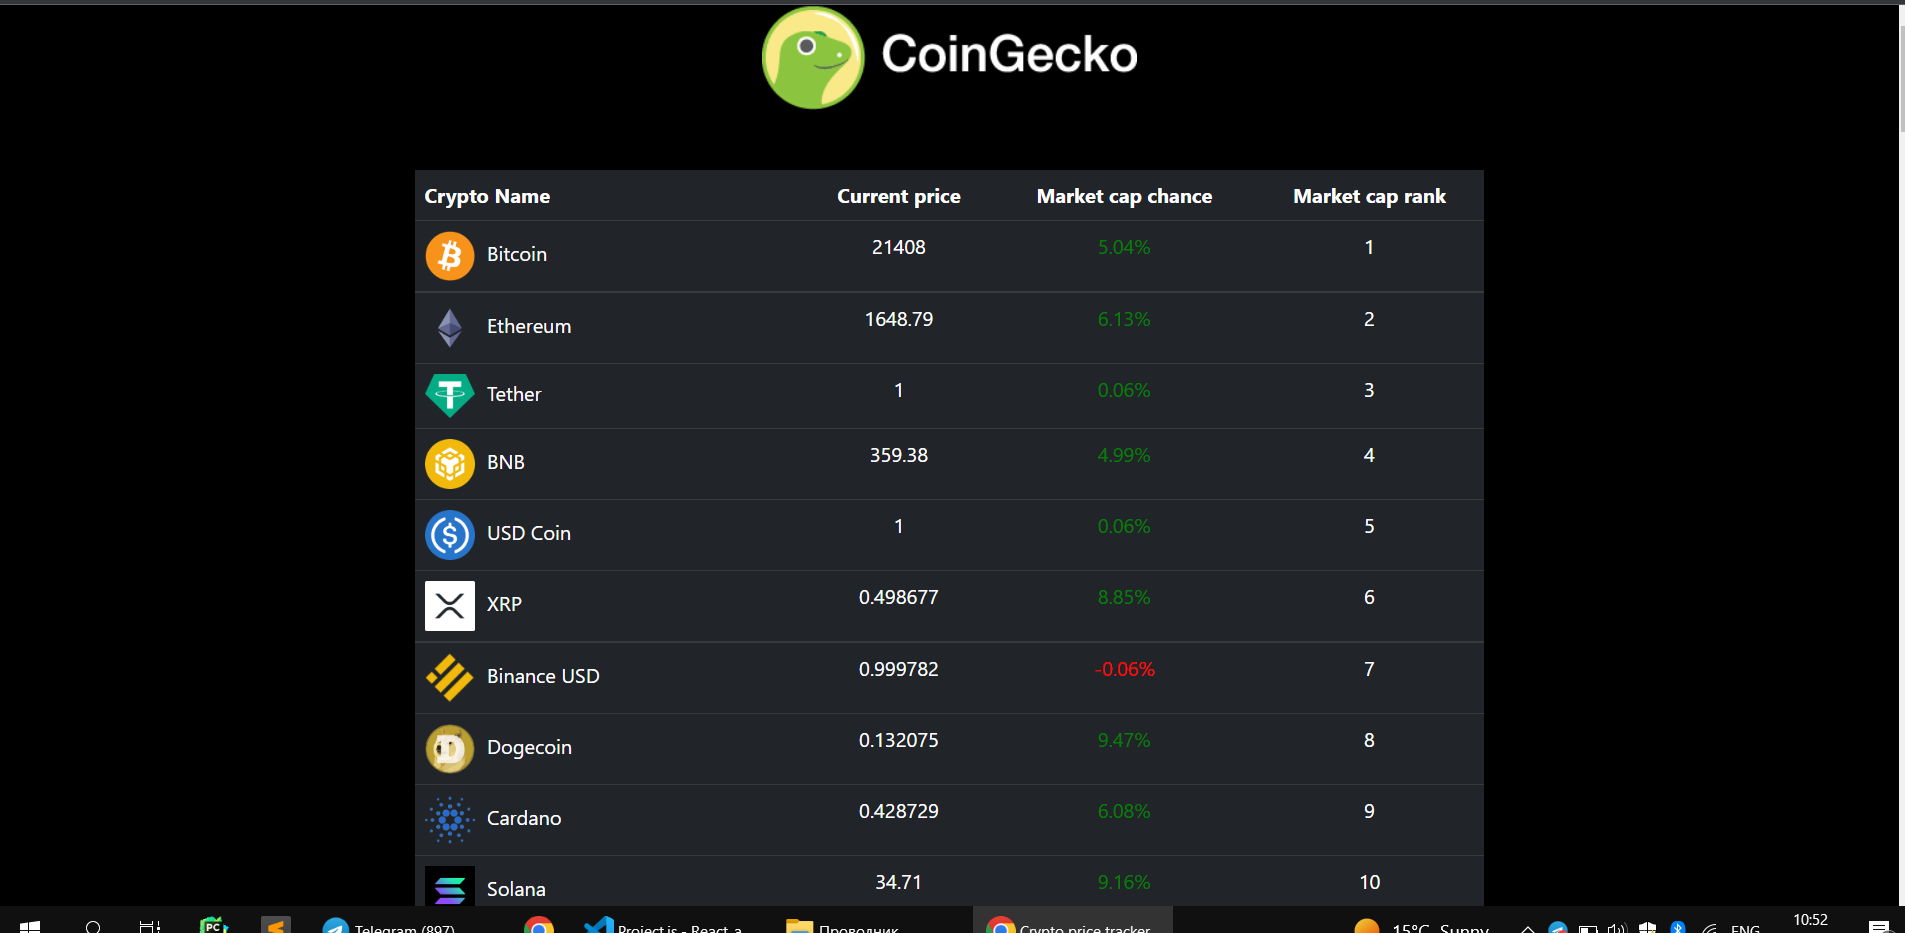 CoinGecko
Crypto Name Current price Market cap chance Market cap rank
Bitcoin 21408 5.04% 1
Ethereum 1648.79 6.13% 2
Tether 1 0.06% 3
BNB 359.38 4.99% 4
USD Coin 1 0.06% 5
XRP 0.498677 8.85% 6
Binance USD 0.999782 -0.06% 7
Dogecoin 0.132075 9.47% 8
Cardano 0.428729 6.08% 9
Solana 34.71 9.16% 10
PC Telegram (897) Project.js - React-a Проводник Crypto price tracker 15°C Sunny ENG 10:52